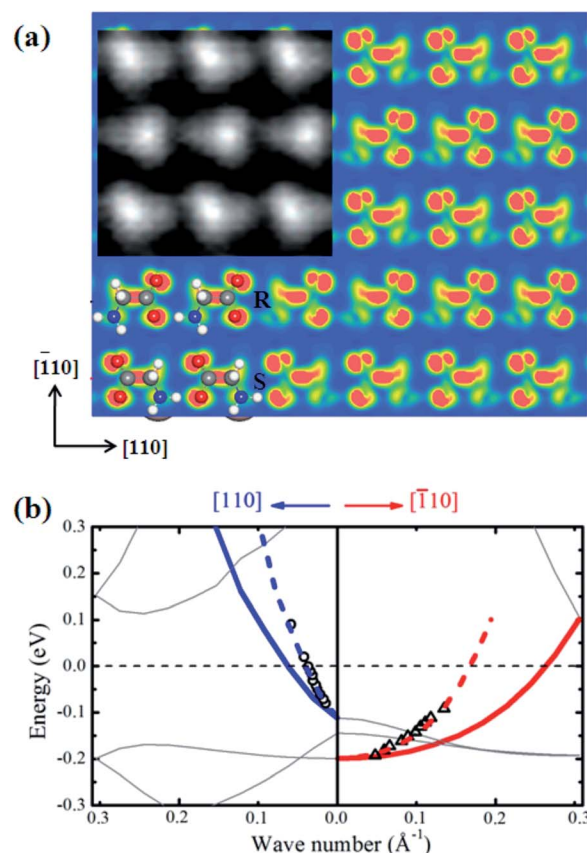 (a)
R
S
[1̄10]
[110]
(b)
[110]
[1̄10]
0.3
0.2
0.1
0.0
-0.1
-0.2
-0.3
Energy (eV)
0.3 0.2 0.1 0.0 0.1 0.2 0.3
Wave number (Å⁻¹)